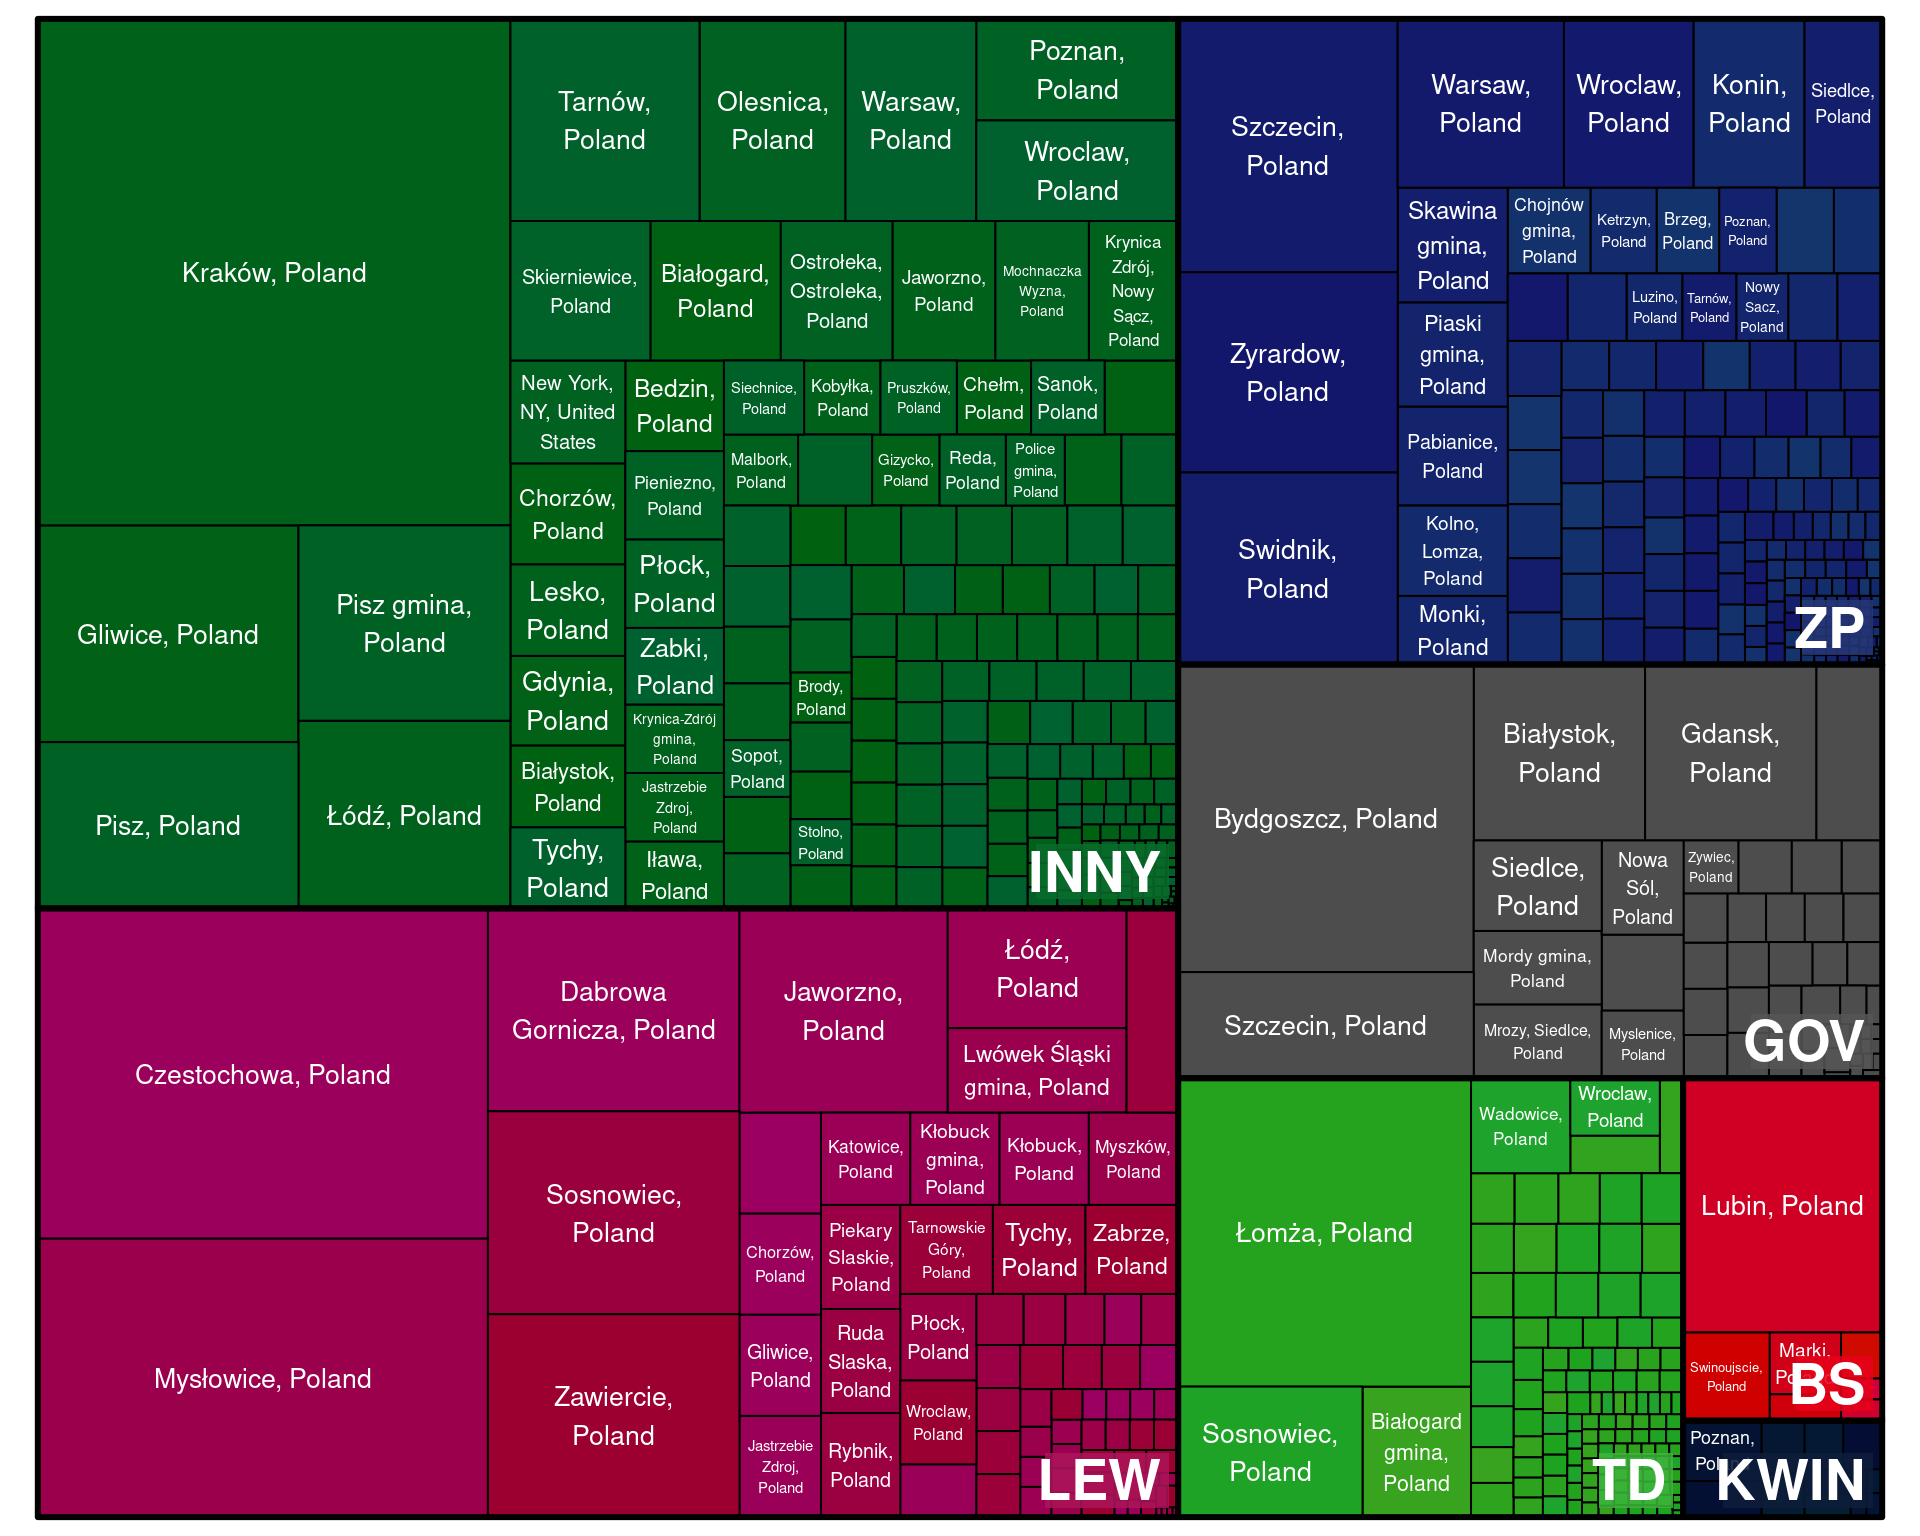 Kraków, Poland
Gliwice, Poland
Pisz gmina,
Poland
Pisz, Poland
Łódź, Poland
Tarnów,
Poland
Olesnica,
Poland
Warsaw,
Poland
Poznan,
Poland
Wroclaw,
Poland
Skierniewice,
Poland
Białogard,
Poland
Ostrołeka,
Ostroleka,
Poland
Jaworzno,
Poland
Mochnaczka
Wyzna,
Poland
Krynica
Zdrój,
Nowy
Sącz,
Poland
New York,
NY, United
States
Chorzów,
Poland
Lesko,
Poland
Gdynia,
Poland
Białystok,
Poland
Tychy,
Poland
Bedzin,
Poland
Pieniezno,
Poland
Płock,
Poland
Zabki,
Poland
Krynica-Zdrój
gmina,
Poland
Jastrzebie
Zdroj,
Poland
Iława,
Poland
Siechnice,
Poland
Kobyłka,
Poland
Pruszków,
Poland
Chełm,
Poland
Sanok,
Poland
Malbork,
Poland
Gizycko,
Poland
Reda,
Poland
Police
gmina,
Poland
Brody,
Poland
Sopot,
Poland
Stolno,
Poland
INNY
Szczecin,
Poland
Zyrardow,
Poland
Swidnik,
Poland
Warsaw,
Poland
Wroclaw,
Poland
Konin,
Poland
Siedlce,
Poland
Skawina
gmina,
Poland
Piaski
gmina,
Poland
Pabianice,
Poland
Kolno,
Lomza,
Poland
Monki,
Poland
Chojnów
gmina,
Poland
Ketrzyn,
Poland
Brzeg,
Poland
Poznan,
Poland
Luzino,
Poland
Tarnów,
Poland
Nowy
Sacz,
Poland
ZP
Czestochowa, Poland
Mysłowice, Poland
Dabrowa
Gornicza, Poland
Sosnowiec,
Poland
Zawiercie,
Poland
Jaworzno,
Poland
Łódź,
Poland
Lwówek Śląski
gmina, Poland
Chorzów,
Poland
Gliwice,
Poland
Jastrzebie
Zdroj,
Poland
Katowice,
Poland
Kłobuck
gmina,
Poland
Kłobuck,
Poland
Myszków,
Poland
Piekary
Slaskie,
Poland
Ruda
Slaska,
Poland
Rybnik,
Poland
Tarnowskie
Góry,
Poland
Tychy,
Poland
Zabrze,
Poland
Płock,
Poland
Wroclaw,
Poland
LEW
Bydgoszcz, Poland
Szczecin, Poland
Białystok,
Poland
Gdansk,
Poland
Siedlce,
Poland
Mordy gmina,
Poland
Mrozy, Siedlce,
Poland
Nowa
Sól,
Poland
Myslenice,
Poland
Zywiec,
Poland
GOV
Łomża, Poland
Sosnowiec,
Poland
Białogard
gmina,
Poland
Wadowice,
Poland
Wroclaw,
Poland
TD
Lubin, Poland
Swinoujscie,
Poland
Marki,
BS
Poznan,
KWIN